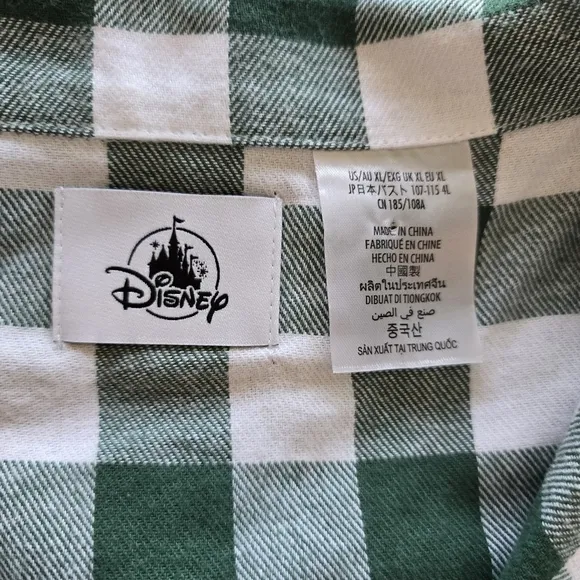 Disney
US/AU XL/EXG UK XL EU XL
JP日本バスト 107-115 4L
CN 185/108A
MADE IN CHINA
FABRIQUÉ EN CHINE
HECHO EN CHINA
中國製
ผลิตในประเทศจีน
DIBUAT DI TIONGKOK
صنع في الصين
중국산
SẢN XUẤT TẠI TRUNG QUỐC